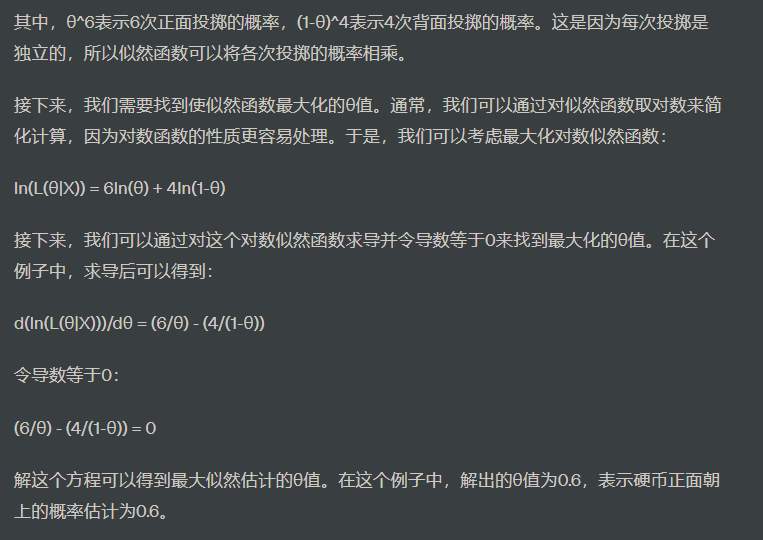 其中，θ^6表示6次正面投掷的概率，(1-θ)^4表示4次背面投掷的概率。这是因为每次投掷是
独立的，所以似然函数可以将各次投掷的概率相乘。
接下来，我们需要找到使似然函数最大化的θ值。通常，我们可以通过对似然函数取对数来简
化计算，因为对数函数的性质更容易处理。于是，我们可以考虑最大化对数似然函数：
ln(L(θ|X)) = 6ln(θ) + 4ln(1-θ)
接下来，我们可以通过对这个对数似然函数求导并令导数等于0来找到最大化的θ值。在这个
例子中，求导后可以得到：
d(ln(L(θ|X)))/dθ = (6/θ) - (4/(1-θ))
令导数等于0：
(6/θ) - (4/(1-θ)) = 0
解这个方程可以得到最大似然估计的θ值。在这个例子中，解出的θ值为0.6，表示硬币正面朝
上的概率估计为0.6。